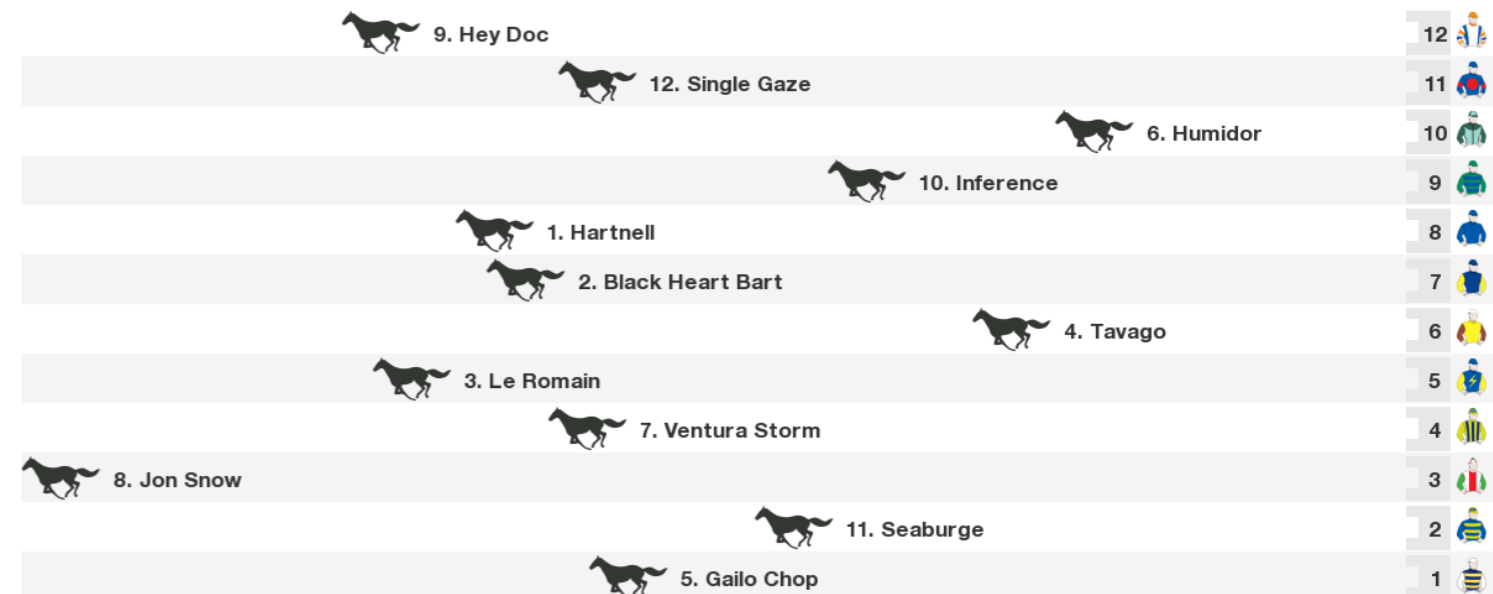 9. Hey Doc 12
12. Single Gaze 11
6. Humidor 10
10. Inference 9
1. Hartnell 8
2. Black Heart Bart 7
4. Tavago 6
3. Le Romain 5
7. Ventura Storm 4
8. Jon Snow 3
11. Seaburge 2
5. Gailo Chop 1